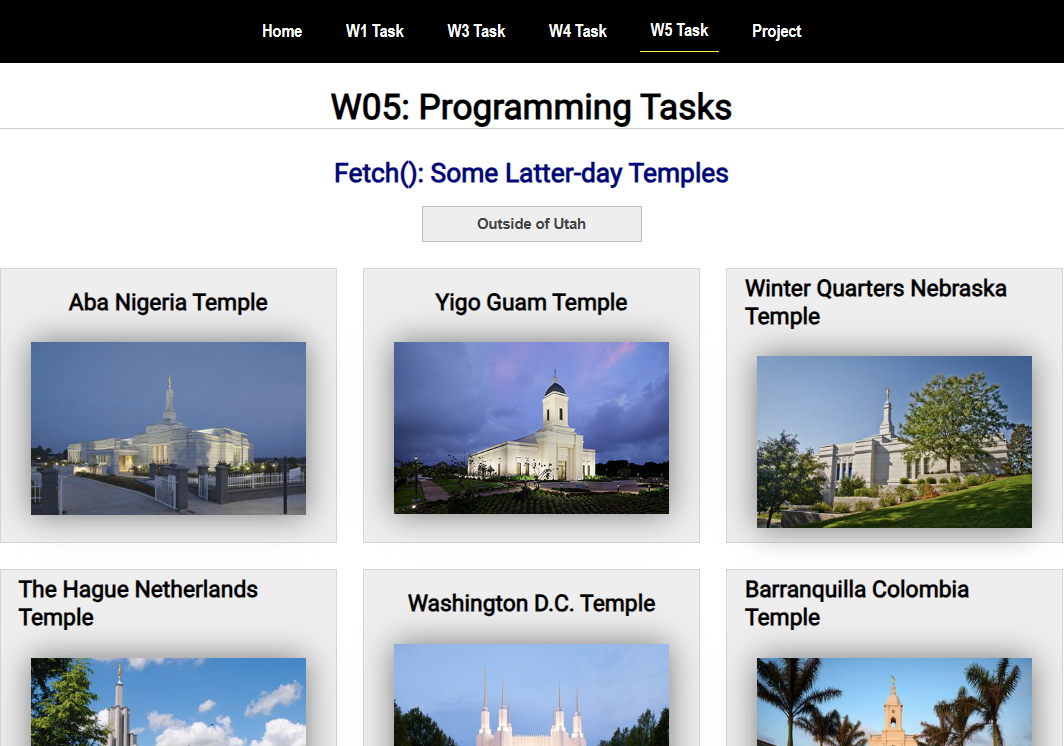 Home W1 Task W3 Task W4 Task W5 Task Project
W05: Programming Tasks
Fetch(): Some Latter-day Temples
Outside of Utah
Aba Nigeria Temple
Yigo Guam Temple
Winter Quarters Nebraska
Temple
The Hague Netherlands
Temple
Washington D.C. Temple
Barranquilla Colombia
Temple